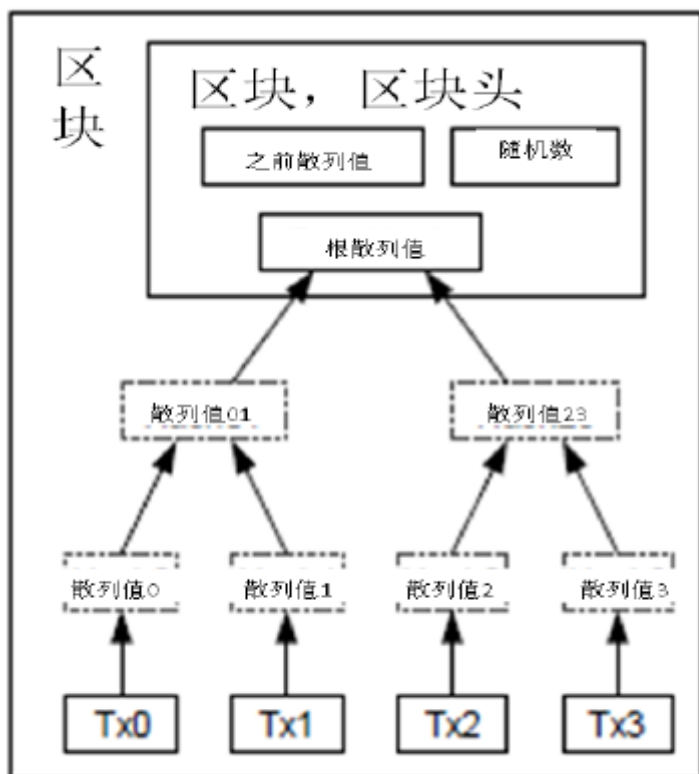 区块
区块，区块头
之前散列值
随机数
根散列值
散列值01
散列值23
散列值0
散列值1
散列值2
散列值3
Tx0
Tx1
Tx2
Tx3